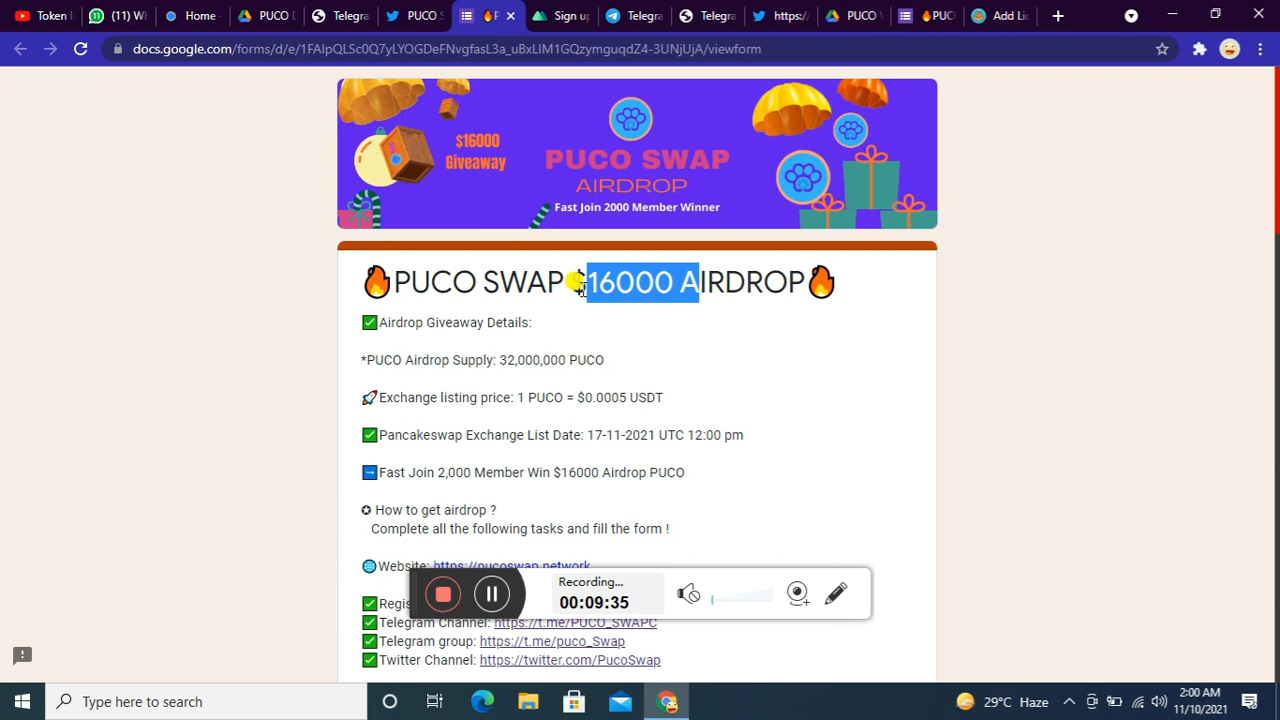 Token
(11) W
Home -
PUCO
Telegra
PUCO S
Sign up
Telegra
Telegra
https:/
PUCO
PUC
Add Lic
docs.google.com/forms/d/e/1FAIpQLSc0Q7yLYOGDeFNvgfasL3a_uBxLIM1GQzymguqdZ4-3UNjUjA/viewform
$16000
Giveaway
PUCO SWAP
AIRDROP
Fast Join 2000 Member Winner
🔥PUCO SWAP $16000 AIRDROP🔥
✅Airdrop Giveaway Details:
*PUCO Airdrop Supply: 32,000,000 PUCO
🚀Exchange listing price: 1 PUCO = $0.0005 USDT
✅Pancakeswap Exchange List Date: 17-11-2021 UTC 12:00 pm
➡Fast Join 2,000 Member Win $16000 Airdrop PUCO
✪ How to get airdrop ?
Complete all the following tasks and fill the form !
🌐Website: https://pucoswap.network
✅Regi
✅Telegram Channel: https://t.me/PUCO_SWAPC
✅Telegram group: https://t.me/puco_Swap
✅Twitter Channel: https://twitter.com/PucoSwap
Recording...
00:09:35
Type here to search
29°C Haze
2:00 AM
11/10/2021